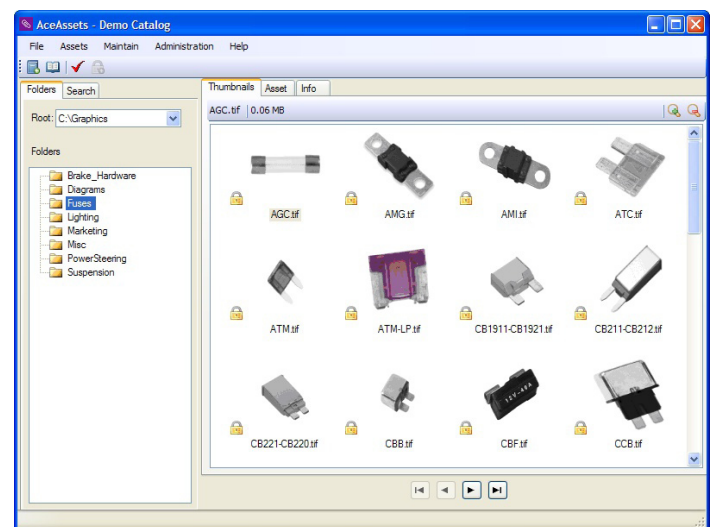 AceAssets - Demo Catalog
File Assets Maintain Administration Help
Folders Search
Thumbnails Asset Info
Root: C:\Graphics
AGC.tif 0.06 MB
Folders
Brake_Hardware
Diagrams
Fuses
Lighting
Marketing
Misc
PowerSteering
Suspension
AGC.tif AMG.tif AMI.tif ATC.tif
ATM.tif ATM-LP.tif CB1911-CB1921.tif CB211-CB212.tif
12V-40A
CB221-CB220.tif CBB.tif CBF.tif CCB.tif